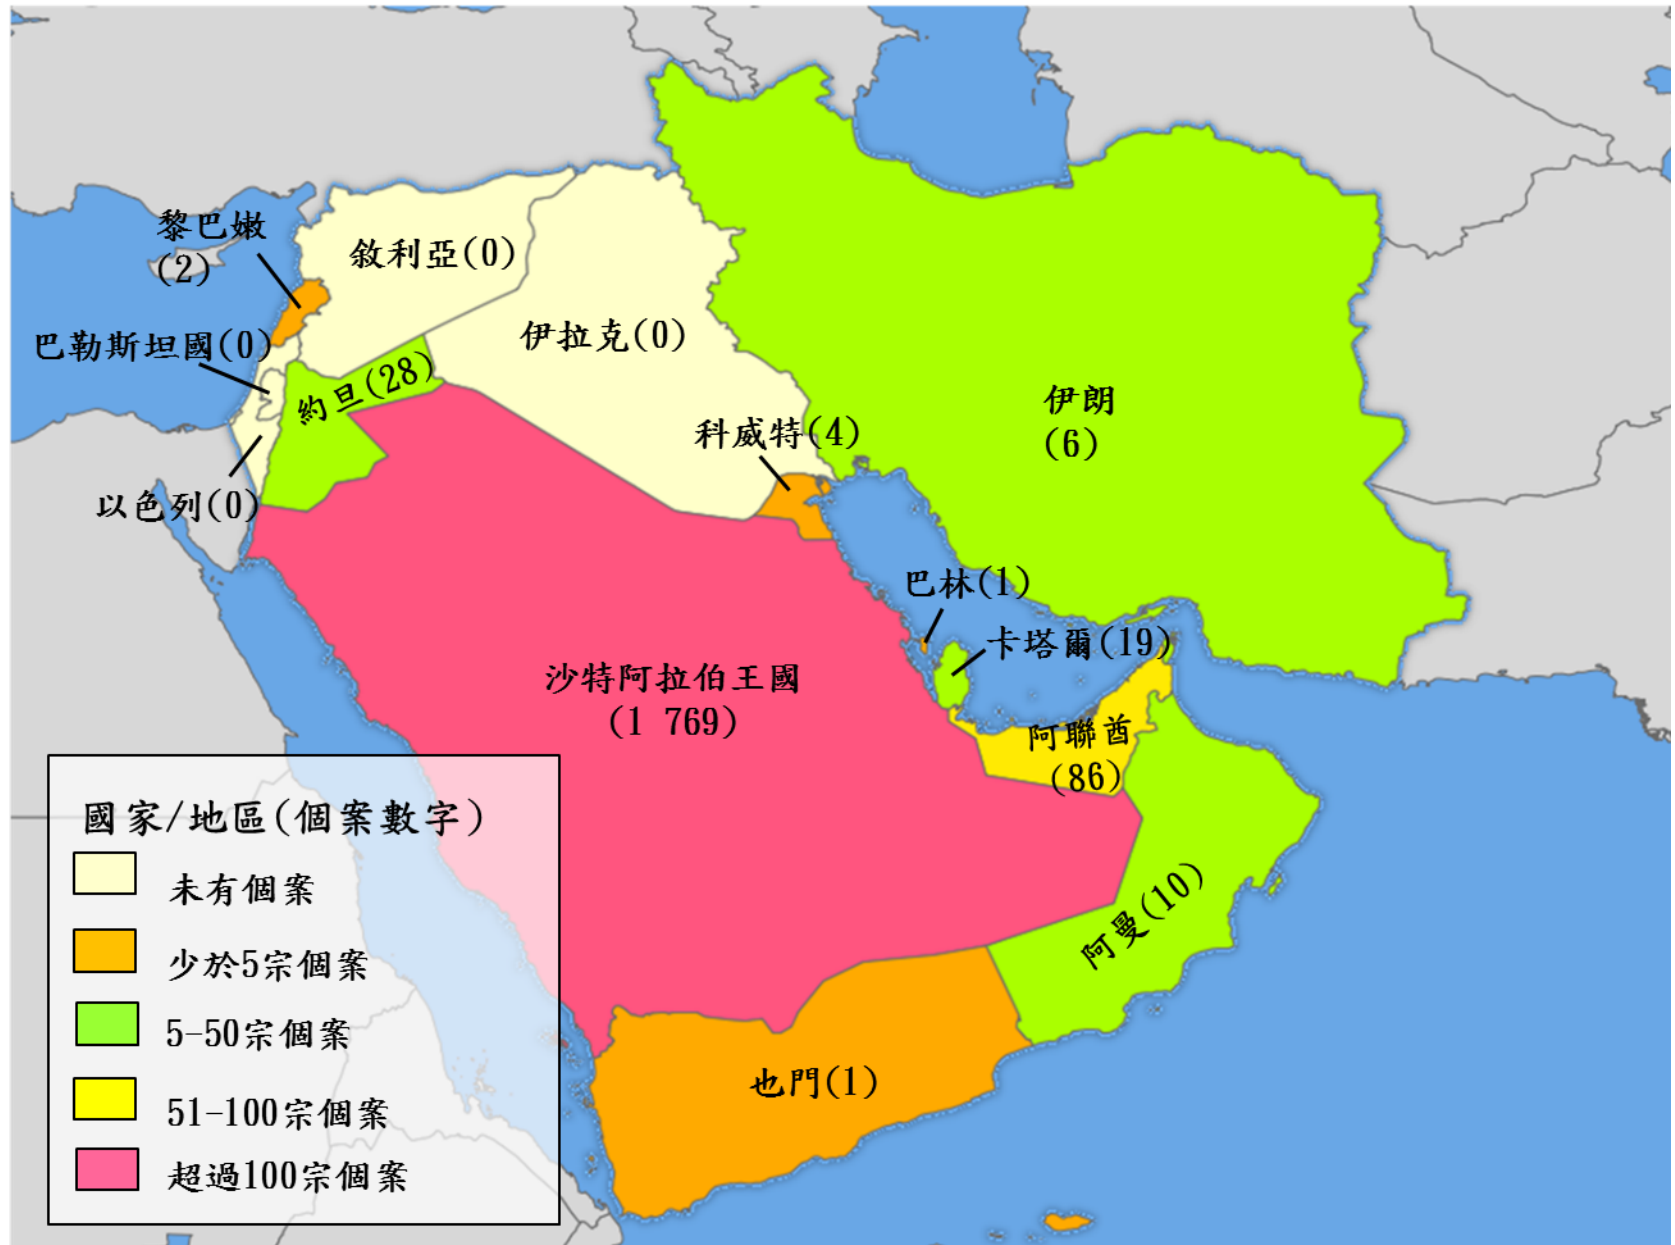 黎巴嫩
(2)
敘利亞(0)
巴勒斯坦國(0)
伊拉克(0)
約旦(28)
伊朗
(6)
科威特(4)
以色列(0)
巴林(1)
卡塔爾(19)
沙特阿拉伯王國
(1 769)
阿聯酋
(86)
阿曼(10)
也門(1)
國家/地區(個案數字)
未有個案
少於5宗個案
5-50宗個案
51-100宗個案
超過100宗個案